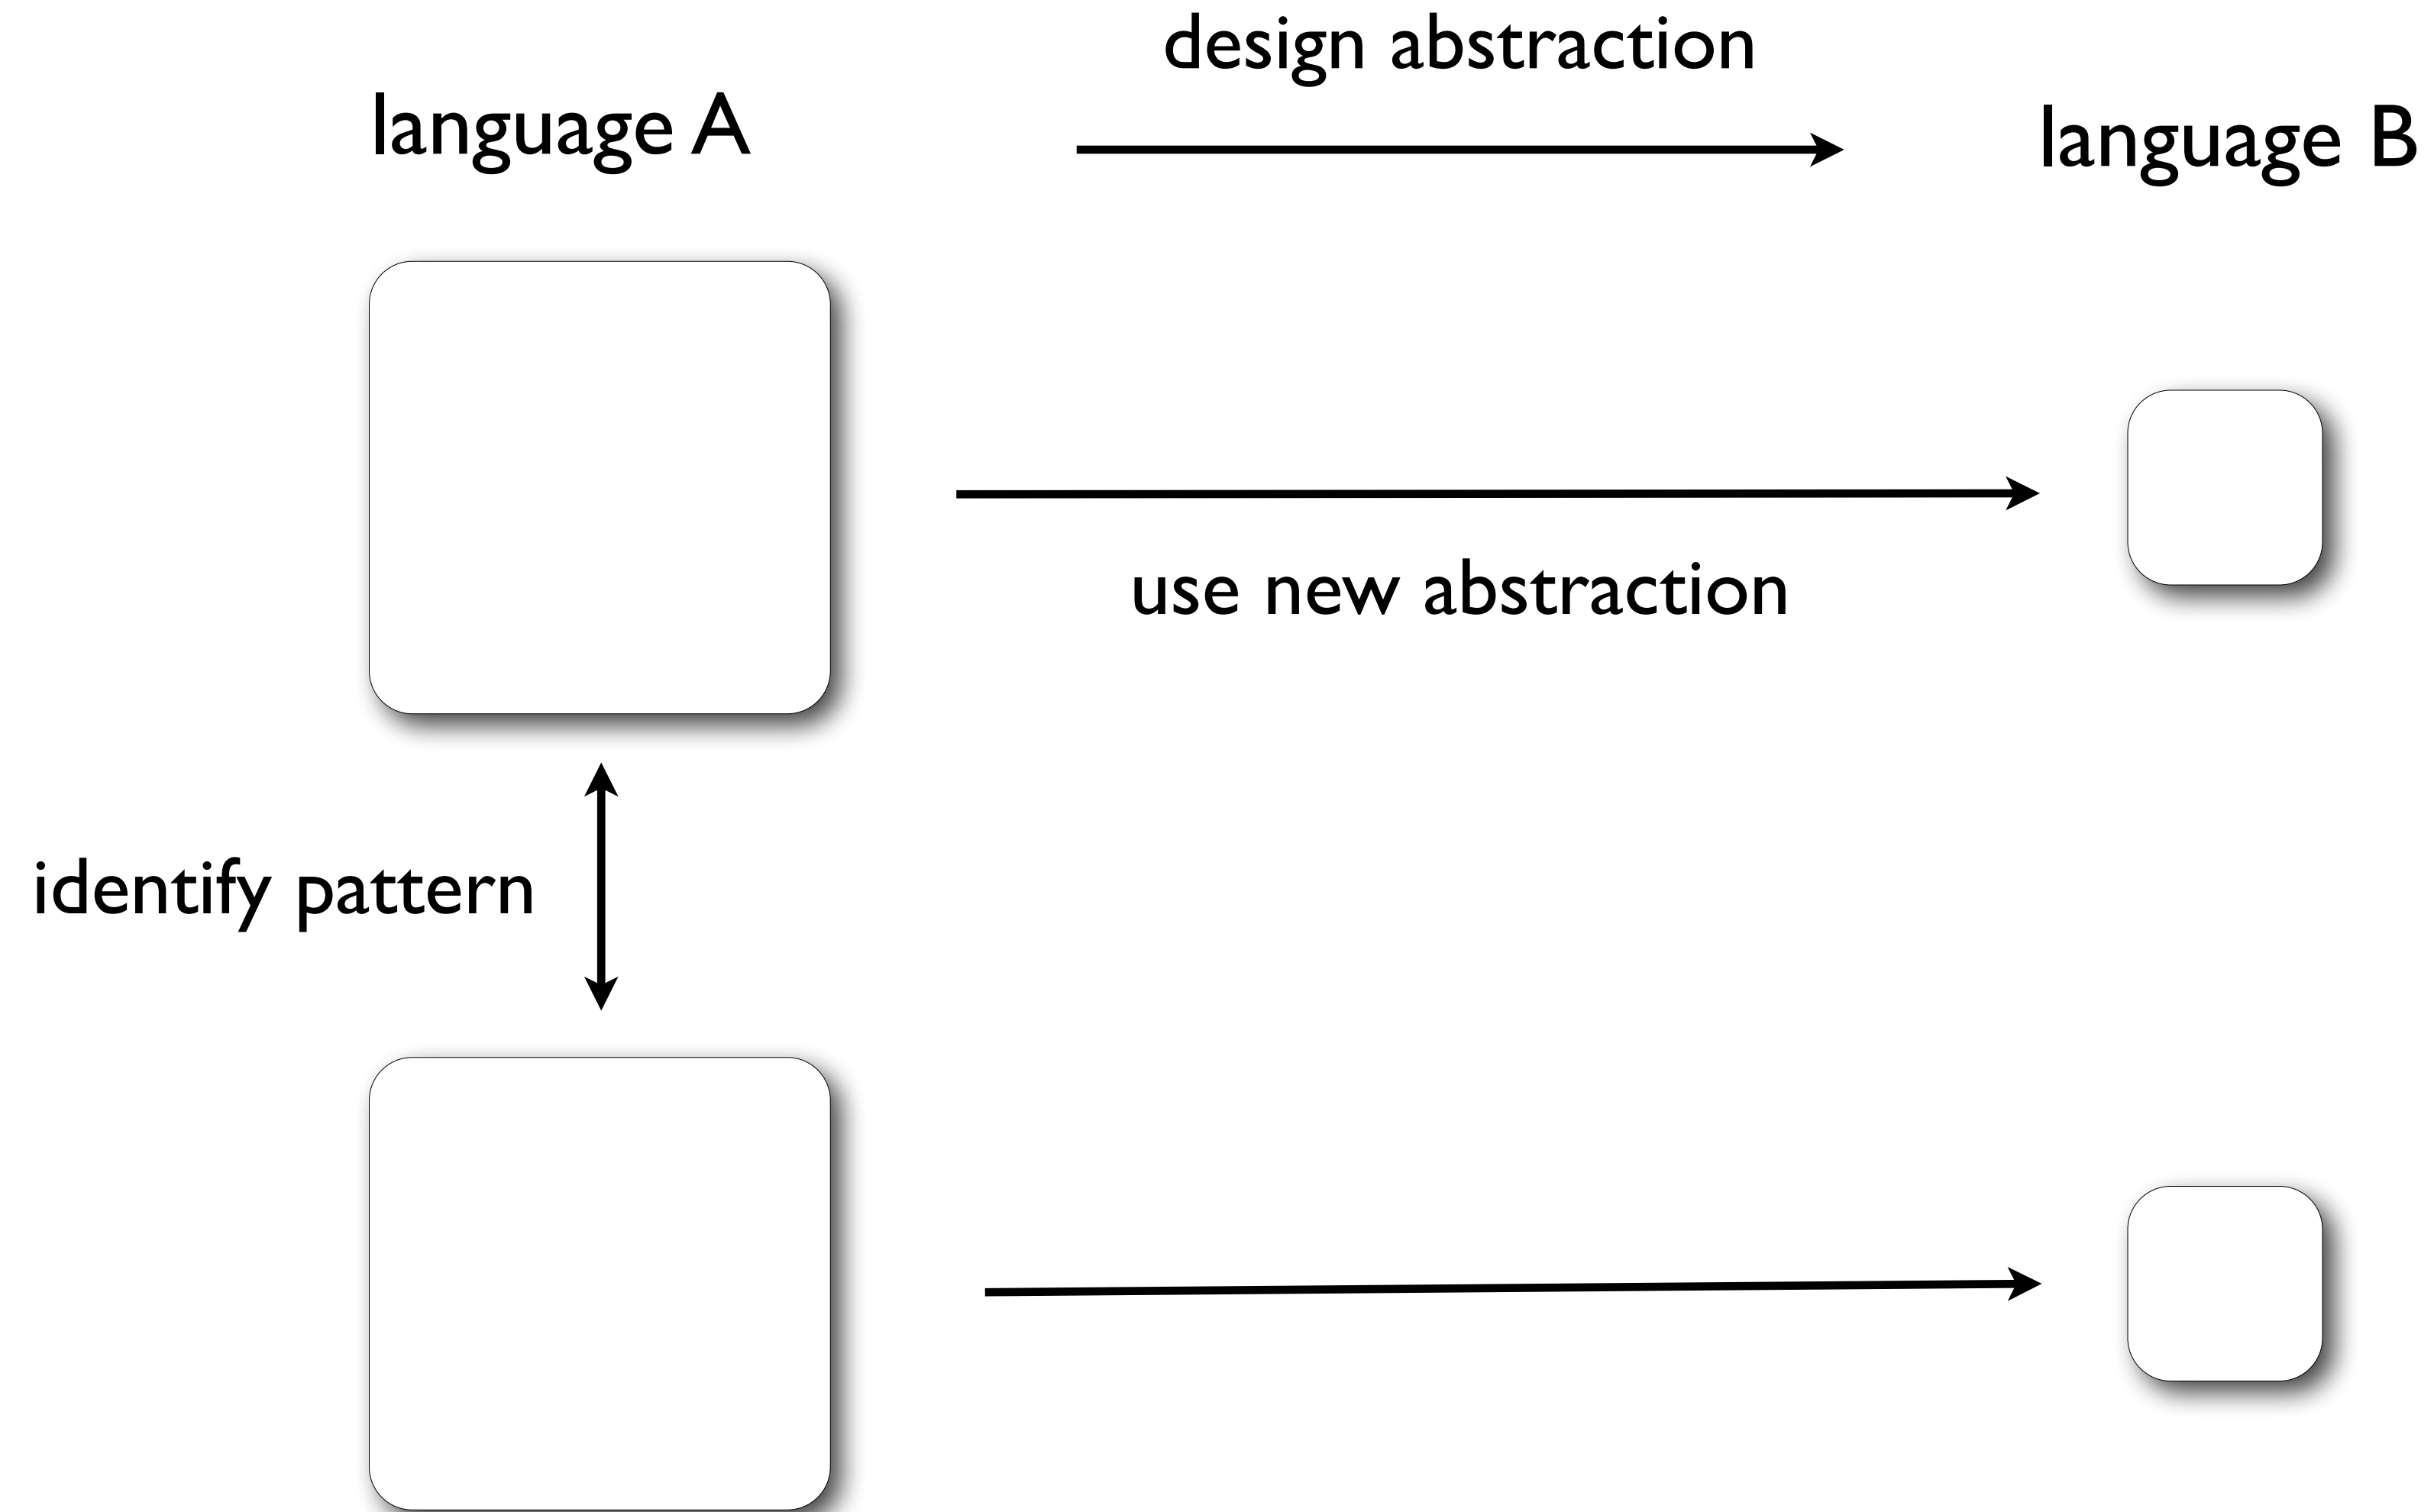 design abstraction
language A
language B
use new abstraction
identify pattern